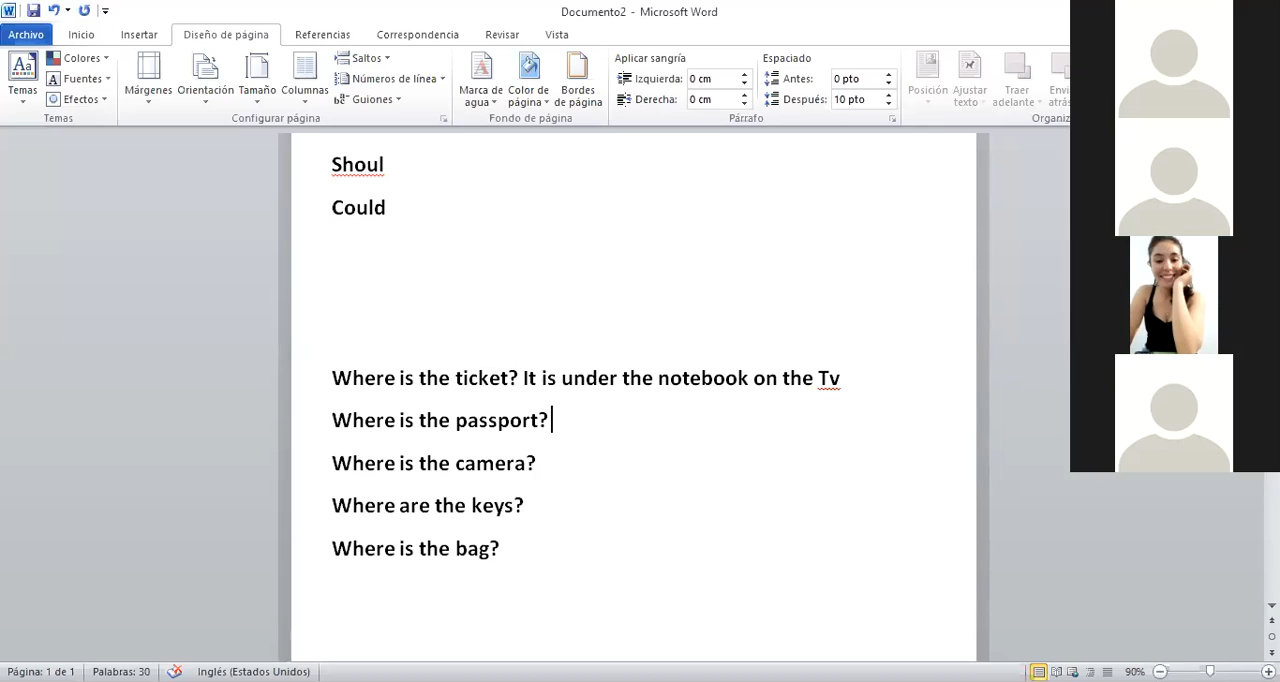 Documento2 - Microsoft Word
Archivo Inicio Insertar Diseño de página Referencias Correspondencia Revisar Vista
Aa Temas Colores Fuentes Efectos Temas
Márgenes Orientación Tamaño Columnas Saltos Números de línea Guiones Configurar página
Marca de agua Color de página Bordes de página Fondo de página
Aplicar sangría Espaciado
Izquierda: 0 cm Antes: 0 pto
Derecha: 0 cm Después: 10 pto
Párrafo
Posición Ajustar texto Traer adelante
Shoul
Could
Where is the ticket? It is under the notebook on the Tv
Where is the passport?
Where is the camera?
Where are the keys?
Where is the bag?
Página: 1 de 1 Palabras: 30 Inglés (Estados Unidos) 90%